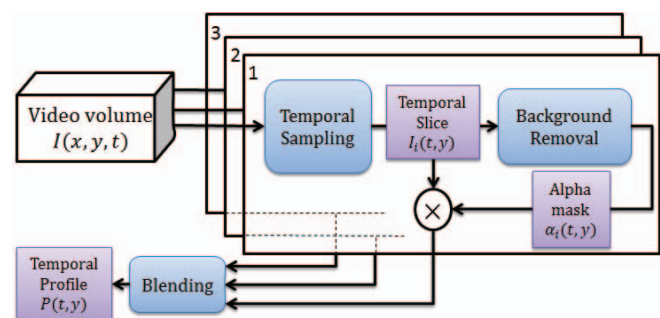 3
2
1
Video volume
I(x, y, t)
Temporal
Sampling
Temporal
Slice
I_i(t, y)
Background
Removal
×
Alpha
mask
α_i(t, y)
Temporal
Profile
P(t, y)
Blending